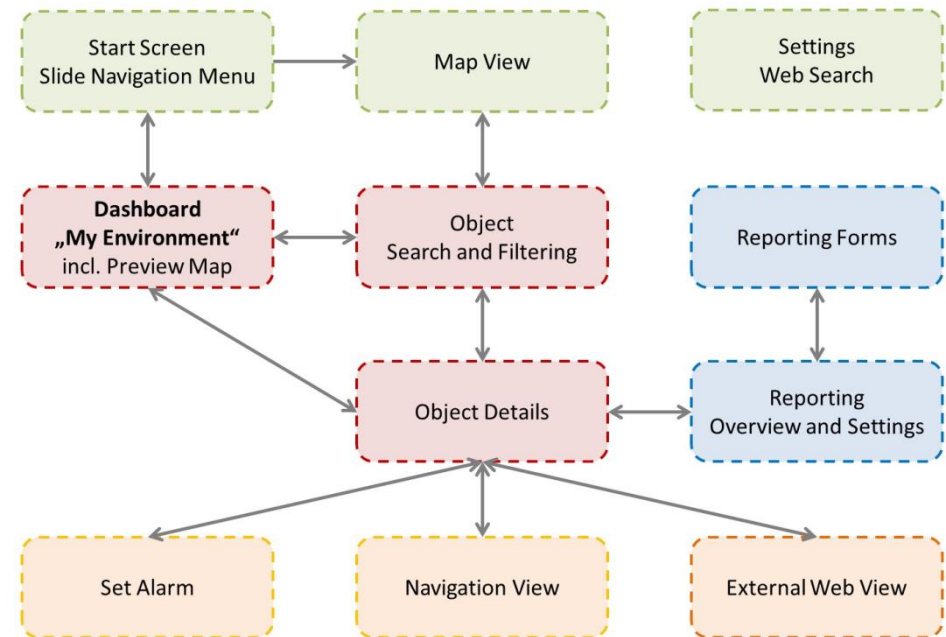 Start Screen
Slide Navigation Menu
Map View
Settings
Web Search
Dashboard
„My Environment“
incl. Preview Map
Object
Search and Filtering
Reporting Forms
Object Details
Reporting
Overview and Settings
Set Alarm
Navigation View
External Web View